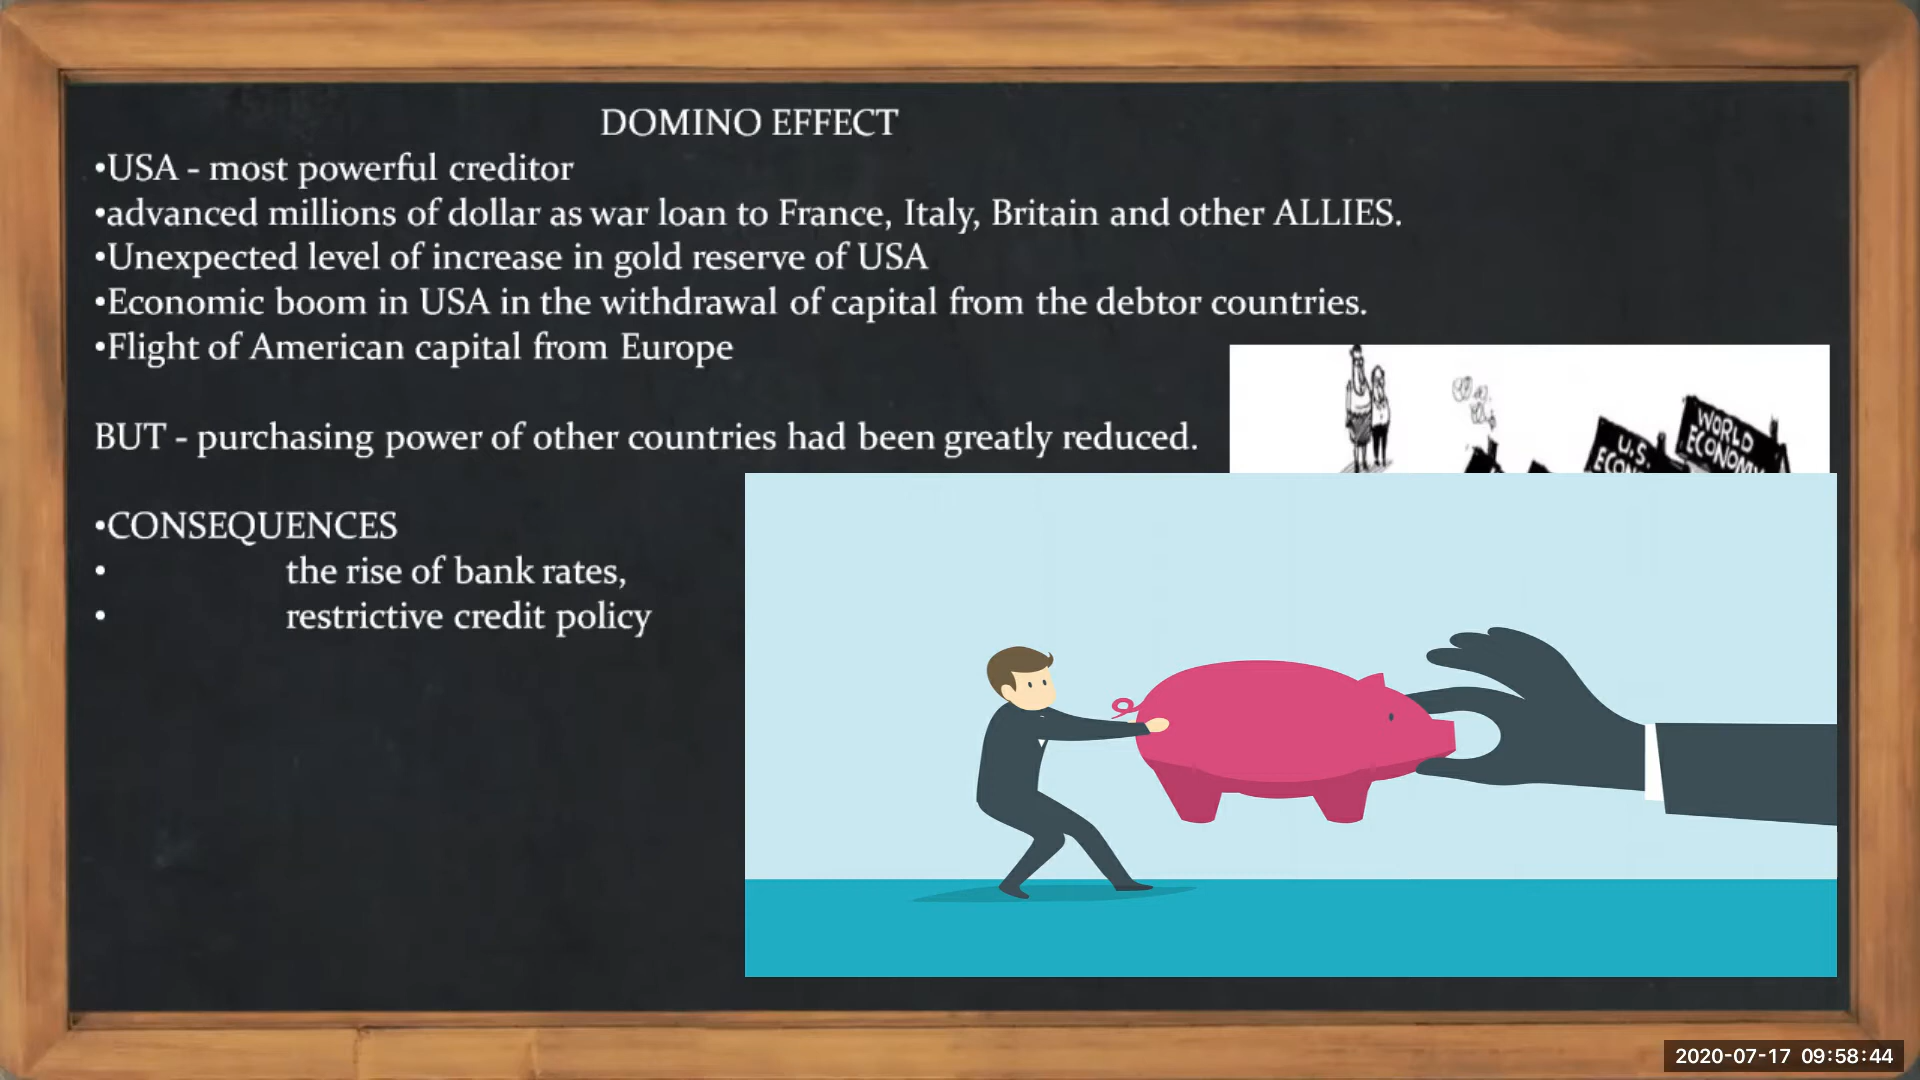 DOMINO EFFECT
•USA - most powerful creditor
•advanced millions of dollar as war loan to France, Italy, Britain and other ALLIES.
•Unexpected level of increase in gold reserve of USA
•Economic boom in USA in the withdrawal of capital from the debtor countries.
•Flight of American capital from Europe
BUT - purchasing power of other countries had been greatly reduced.
WORLD
ECONOMY
U.S.
•CONSEQUENCES
• the rise of bank rates,
• restrictive credit policy
2020-07-17 09:58:44